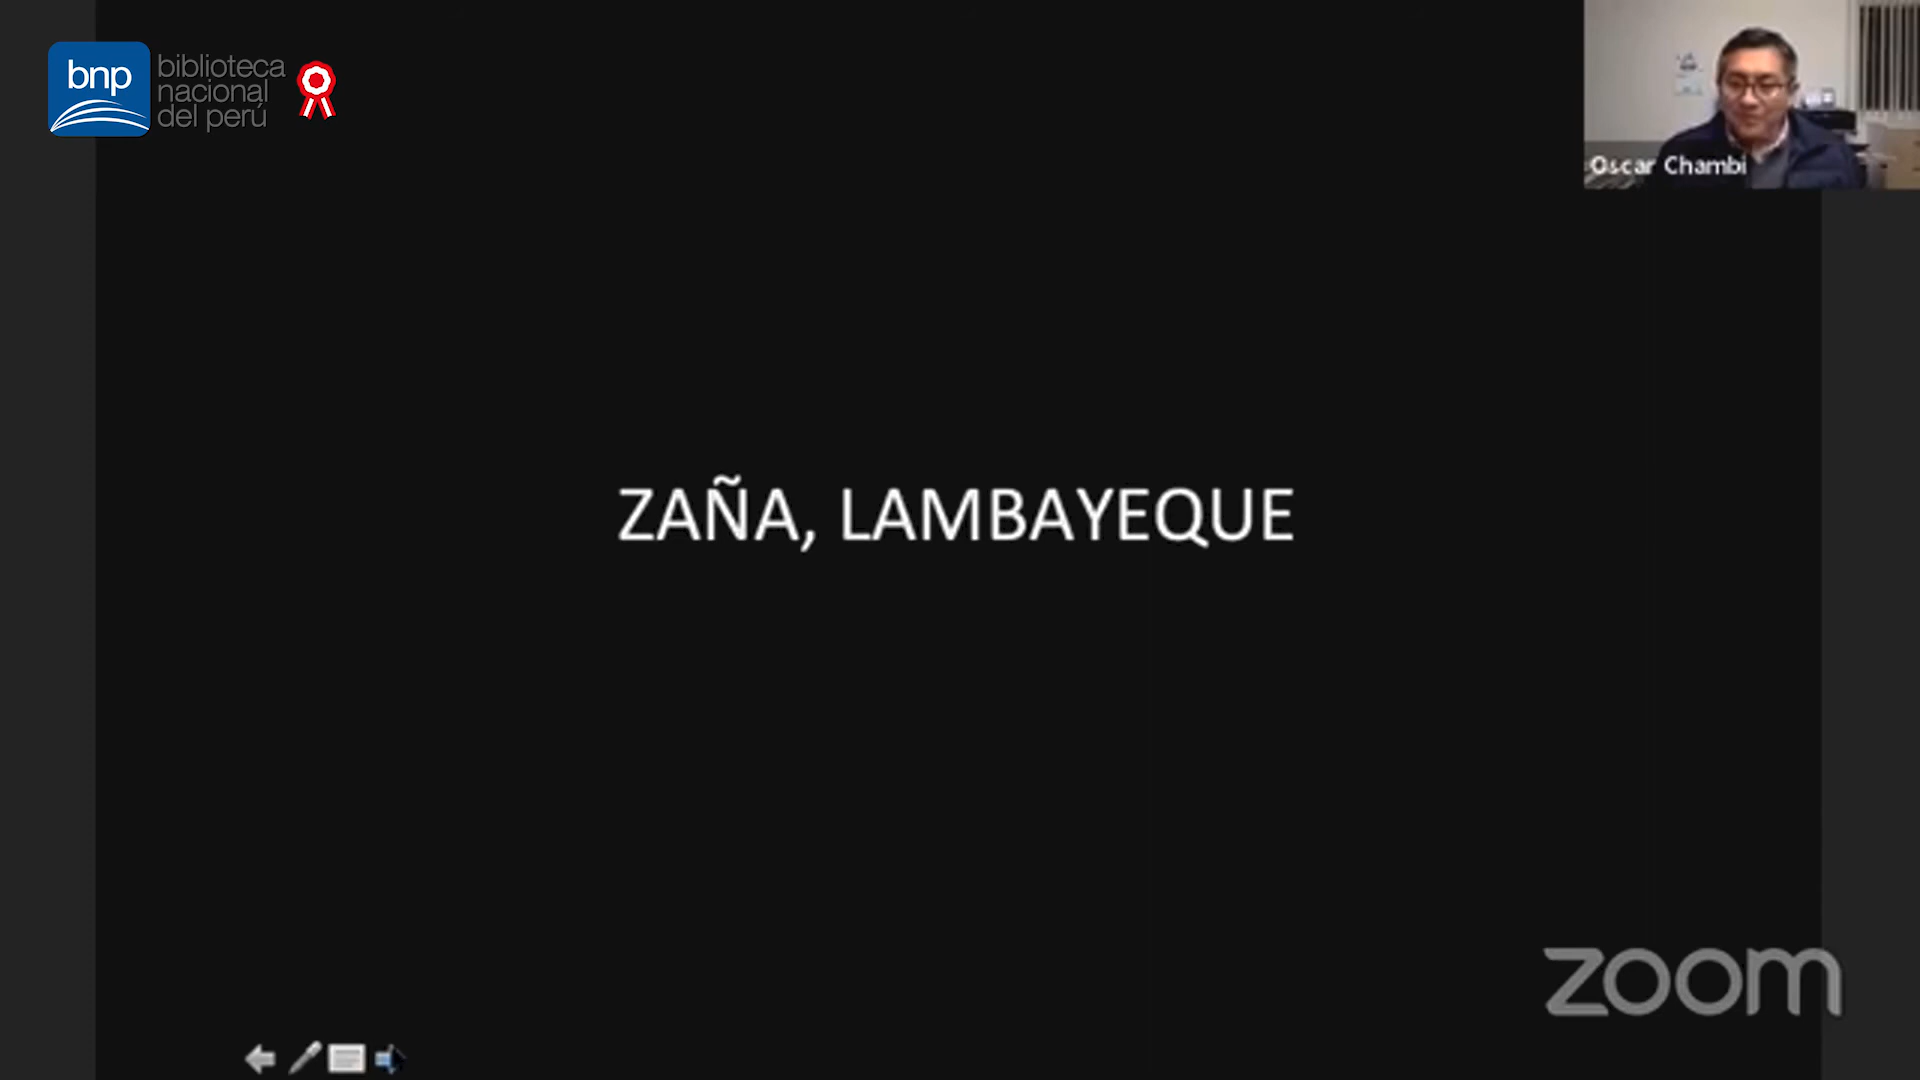 bnp
biblioteca
nacional
del perú
Oscar Chambi
ZAÑA, LAMBAYEQUE
zoom